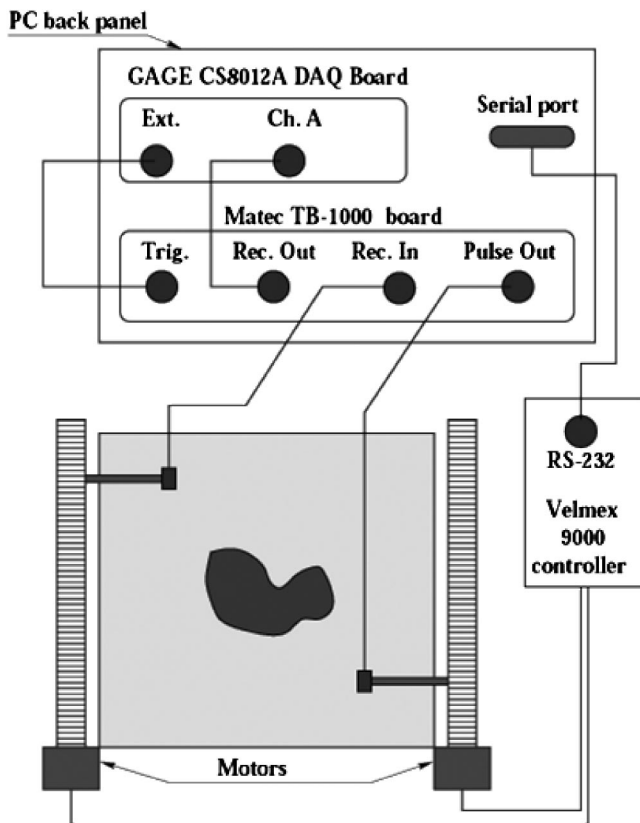 PC back panel
GAGE CS8012A DAQ Board
Ext.
Ch. A
Serial port
Matec TB-1000 board
Trig.
Rec. Out
Rec. In
Pulse Out
RS-232
Velmex
9000
controller
Motors